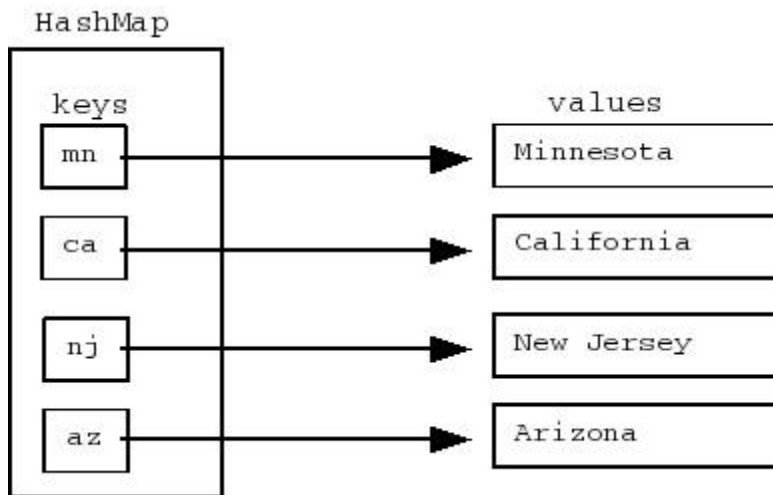 HashMap
keys
values
mn
Minnesota
ca
California
nj
New Jersey
az
Arizona